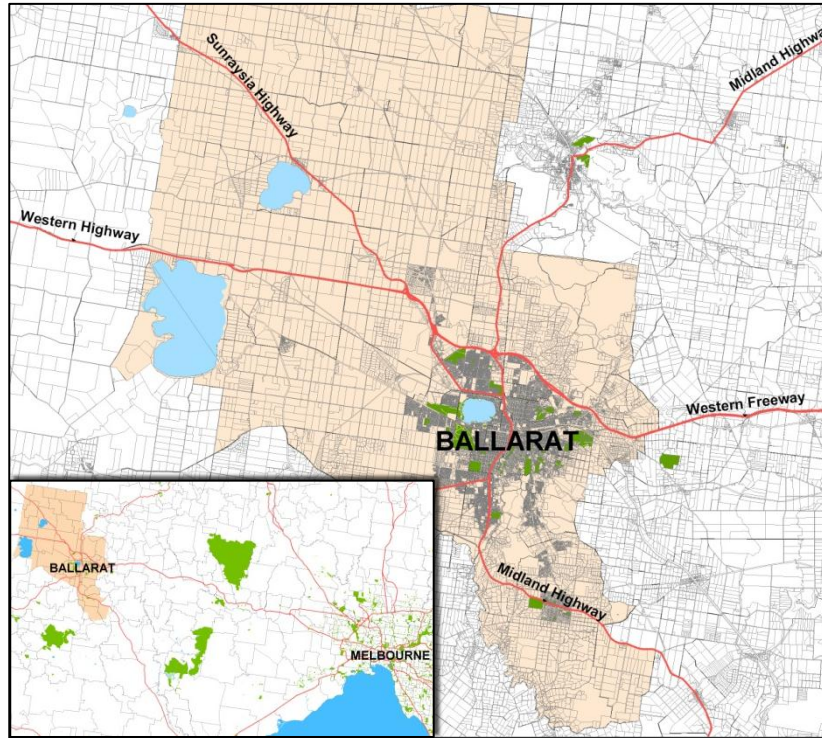 Sunraysia Highway
Midland Highway
Western Highway
Western Freeway
BALLARAT
Midland Highway
BALLARAT
MELBOURNE